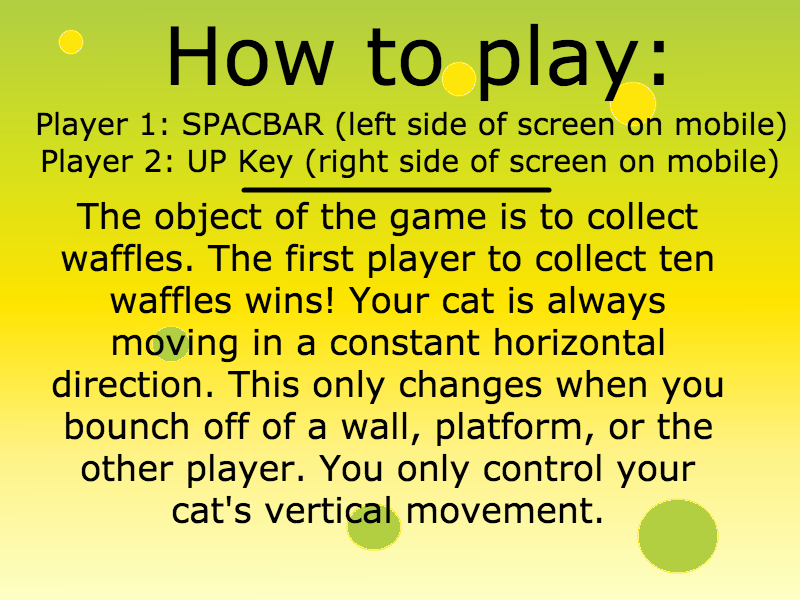 How to play:
Player 1: SPACBAR (left side of screen on mobile)
Player 2: UP Key (right side of screen on mobile)
The object of the game is to collect
waffles. The first player to collect ten
waffles wins! Your cat is always
moving in a constant horizontal
direction. This only changes when you
bounch off of a wall, platform, or the
other player. You only control your
cat's vertical movement.